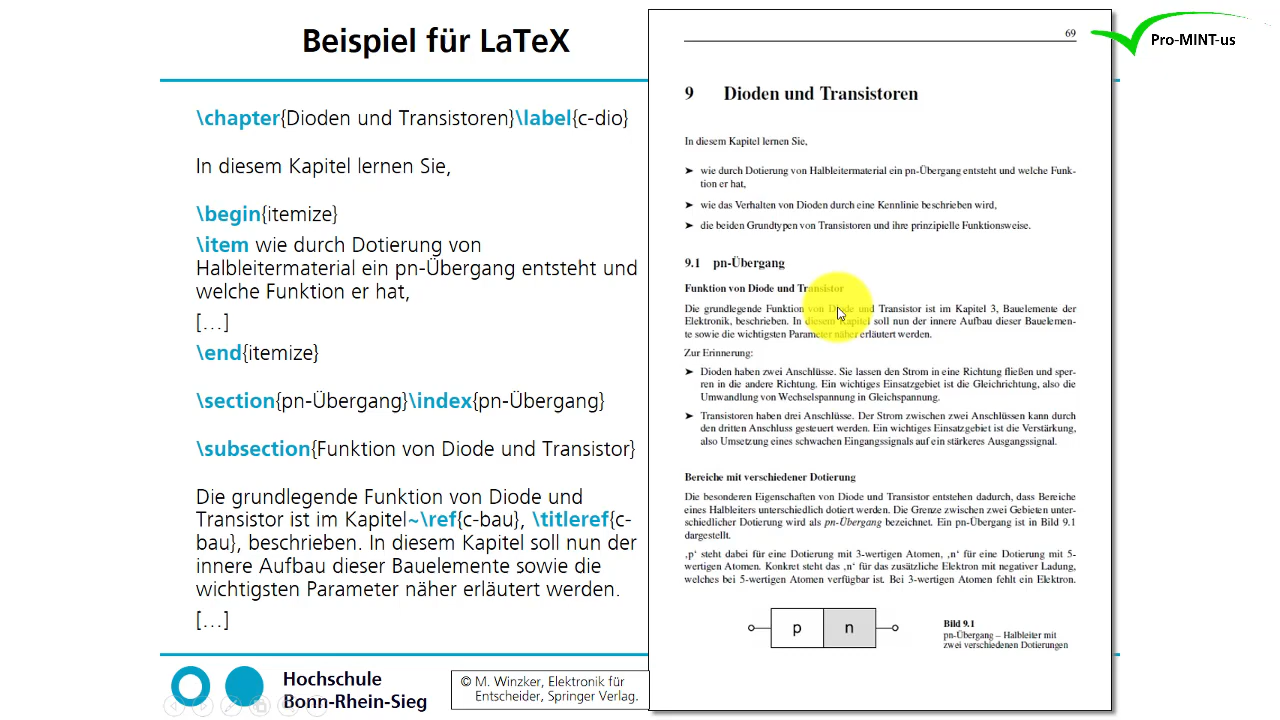 Beispiel für LaTeX
\chapter{Dioden und Transistoren}\label{c-dio}
In diesem Kapitel lernen Sie,
\begin{itemize}
\item wie durch Dotierung von
Halbleitermaterial ein pn-Übergang entsteht und
welche Funktion er hat,
[…]
\end{itemize}
\section{pn-Übergang}\index{pn-Übergang}
\subsection{Funktion von Diode und Transistor}
Die grundlegende Funktion von Diode und
Transistor ist im Kapitel~\ref{c-bau}, \titleref{c-
bau}, beschrieben. In diesem Kapitel soll nun der
innere Aufbau dieser Bauelemente sowie die
wichtigsten Parameter näher erläutert werden.
[…]
Hochschule
Bonn-Rhein-Sieg
© M. Winzker, Elektronik für
Entscheider, Springer Verlag.
69
9 Dioden und Transistoren
In diesem Kapitel lernen Sie,
➤ wie durch Dotierung von Halbleitermaterial ein pn-Übergang entsteht und welche Funk-
tion er hat,
➤ wie das Verhalten von Dioden durch eine Kennlinie beschrieben wird,
➤ die beiden Grundtypen von Transistoren und ihre prinzipielle Funktionsweise.
9.1 pn-Übergang
Funktion von Diode und Transistor
Die grundlegende Funktion von Diode und Transistor ist im Kapitel 3, Bauelemente der
Elektronik, beschrieben. In diesem Kapitel soll nun der innere Aufbau dieser Bauelemen-
te sowie die wichtigsten Parameter näher erläutert werden.
Zur Erinnerung:
➤ Dioden haben zwei Anschlüsse. Sie lassen den Strom in eine Richtung fließen und sper-
ren in die andere Richtung. Ein wichtiges Einsatzgebiet ist die Gleichrichtung, also die
Umwandlung von Wechselspannung in Gleichspannung.
➤ Transistoren haben drei Anschlüsse. Der Strom zwischen zwei Anschlüssen kann durch
den dritten Anschluss gesteuert werden. Ein wichtiges Einsatzgebiet ist die Verstärkung,
also Umsetzung eines schwachen Eingangssignals auf ein stärkeres Ausgangssignal.
Bereiche mit verschiedener Dotierung
Die besonderen Eigenschaften von Diode und Transistor entstehen dadurch, dass Bereiche
eines Halbleiters unterschiedlich dotiert werden. Die Grenze zwischen zwei Gebieten unter-
schiedlicher Dotierung wird als pn-Übergang bezeichnet. Ein pn-Übergang ist in Bild 9.1
dargestellt.
‚p‘ steht dabei für eine Dotierung mit 3-wertigen Atomen, ‚n‘ für eine Dotierung mit 5-
wertigen Atomen. Konkret steht das ‚n‘ für das zusätzliche Elektron mit negativer Ladung,
welches bei 5-wertigen Atomen verfügbar ist. Bei 3-wertigen Atomen fehlt ein Elektron.
p n
Bild 9.1
pn-Übergang – Halbleiter mit
zwei verschiedenen Dotierungen
Pro-MINT-us